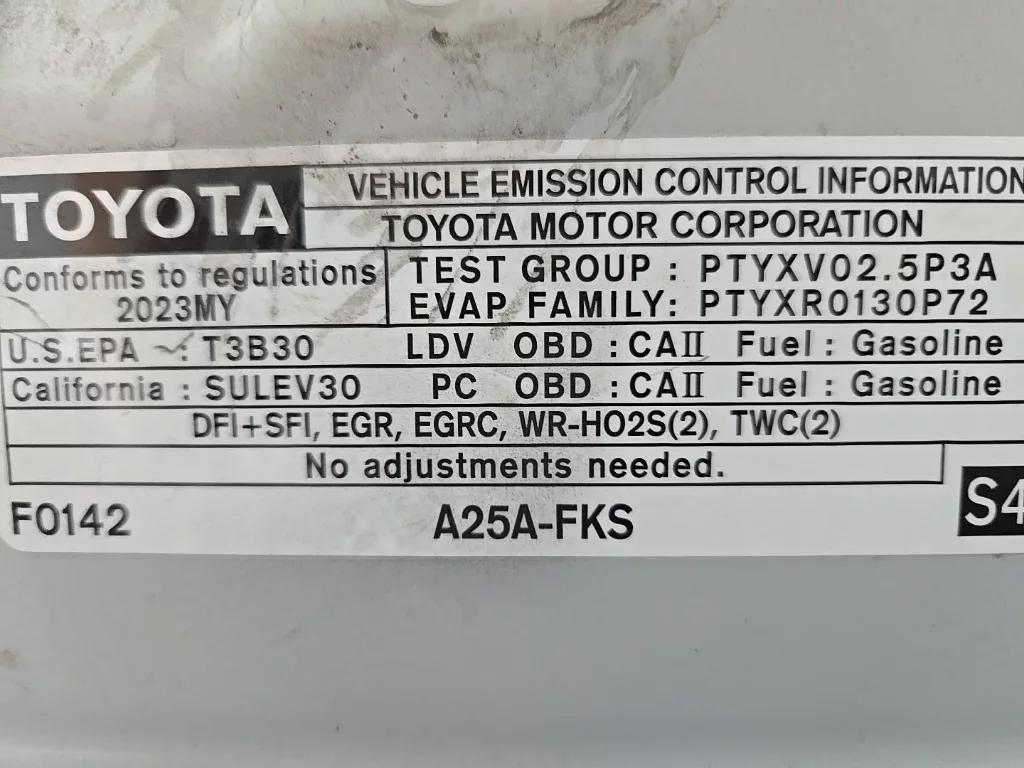 TOYOTA
VEHICLE EMISSION CONTROL INFORMATION
TOYOTA MOTOR CORPORATION
Conforms to regulations
2023MY
TEST GROUP : PTYXV02.5P3A
EVAP FAMILY: PTYXR0130P72
U.S.EPA : T3B30 LDV OBD : CAII Fuel : Gasoline
California : SULEV30 PC OBD : CAII Fuel : Gasoline
DFI+SFI, EGR, EGRC, WR-HO2S(2), TWC(2)
No adjustments needed.
F0142 A25A-FKS S4